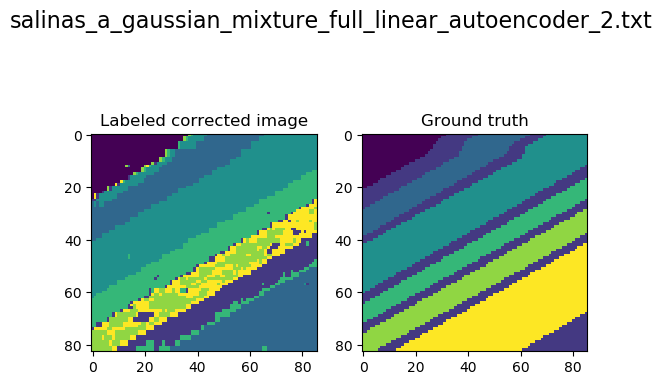 salinas_a_gaussian_mixture_full_linear_autoencoder_2.txt
Labeled corrected image
Ground truth
0
20
40
60
80
0 20 40 60 80
0
20
40
60
80
0 20 40 60 80